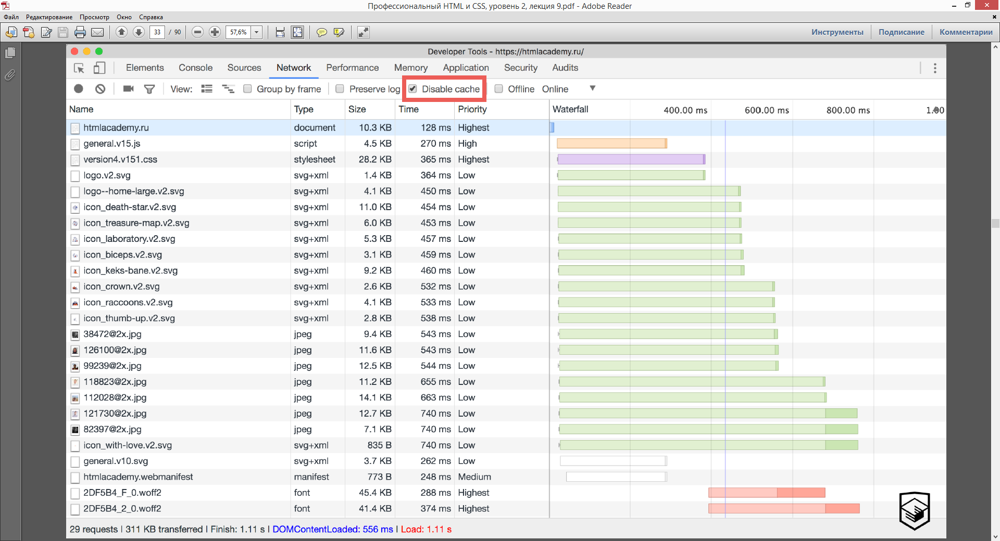 Профессиональный HTML и CSS, уровень 2, лекция 9.pdf - Adobe Reader
Файл Редактирование Просмотр Окно Справка
33 / 90 57,6% Инструменты Подписание Комментарии
Developer Tools - https://htmlacademy.ru/
Elements Console Sources Network Performance Memory Application Security Audits
View: Group by frame Preserve log Disable cache Offline Online
Name Type Size Time Priority Waterfall 400.00 ms 600.00 ms 800.00 ms 1.00
htmlacademy.ru document 10.3 KB 128 ms Highest
general.v15.js script 4.5 KB 270 ms High
version4.v151.css stylesheet 28.2 KB 365 ms Highest
logo.v2.svg svg+xml 1.4 KB 364 ms Low
logo--home-large.v2.svg svg+xml 4.1 KB 450 ms Low
icon_death-star.v2.svg svg+xml 11.0 KB 454 ms Low
icon_treasure-map.v2.svg svg+xml 6.0 KB 453 ms Low
icon_laboratory.v2.svg svg+xml 5.3 KB 457 ms Low
icon_biceps.v2.svg svg+xml 3.1 KB 459 ms Low
icon_keks-bane.v2.svg svg+xml 9.2 KB 460 ms Low
icon_crown.v2.svg svg+xml 2.6 KB 532 ms Low
icon_raccoons.v2.svg svg+xml 4.1 KB 533 ms Low
icon_thumb-up.v2.svg svg+xml 2.8 KB 538 ms Low
38472@2x.jpg jpeg 9.4 KB 543 ms Low
126100@2x.jpg jpeg 11.6 KB 543 ms Low
99239@2x.jpg jpeg 12.5 KB 544 ms Low
118823@2x.jpg jpeg 11.2 KB 655 ms Low
112028@2x.jpg jpeg 14.1 KB 663 ms Low
121730@2x.jpg jpeg 12.7 KB 740 ms Low
82397@2x.jpg jpeg 7.1 KB 740 ms Low
icon_with-love.v2.svg svg+xml 835 B 740 ms Low
general.v10.svg svg+xml 3.7 KB 262 ms Low
htmlacademy.webmanifest manifest 773 B 248 ms Medium
2DF5B4_F_0.woff2 font 45.4 KB 288 ms Highest
2DF5B4_2_0.woff2 font 41.4 KB 374 ms Highest
29 requests | 311 KB transferred | Finish: 1.11 s | DOMContentLoaded: 556 ms | Load: 1.11 s